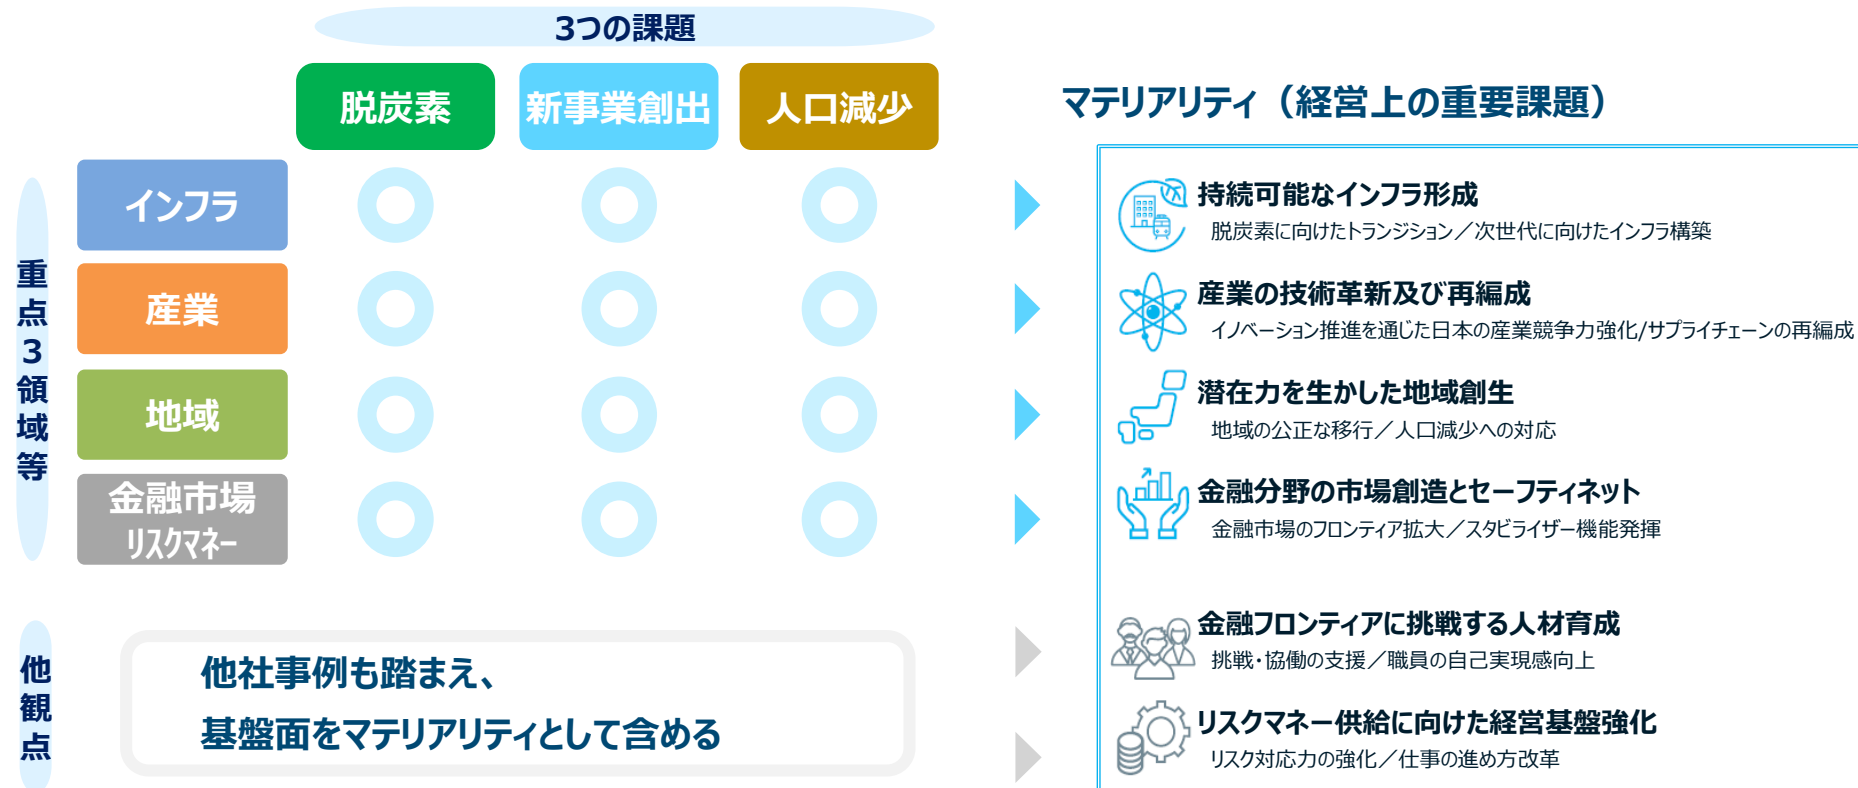 3つの課題
脱炭素
新事業創出
人口減少
マテリアリティ（経営上の重要課題）
重点3領域等
インフラ
産業
地域
金融市場
リスクマネー
持続可能なインフラ形成
脱炭素に向けたトランジション／次世代に向けたインフラ構築
産業の技術革新及び再編成
イノベーション推進を通じた日本の産業競争力強化/サプライチェーンの再編成
潜在力を生かした地域創生
地域の公正な移行／人口減少への対応
金融分野の市場創造とセーフティネット
金融市場のフロンティア拡大／スタビライザー機能発揮
他観点
他社事例も踏まえ、
基盤面をマテリアリティとして含める
金融フロンティアに挑戦する人材育成
挑戦・協働の支援／職員の自己実現感向上
リスクマネー供給に向けた経営基盤強化
リスク対応力の強化／仕事の進め方改革